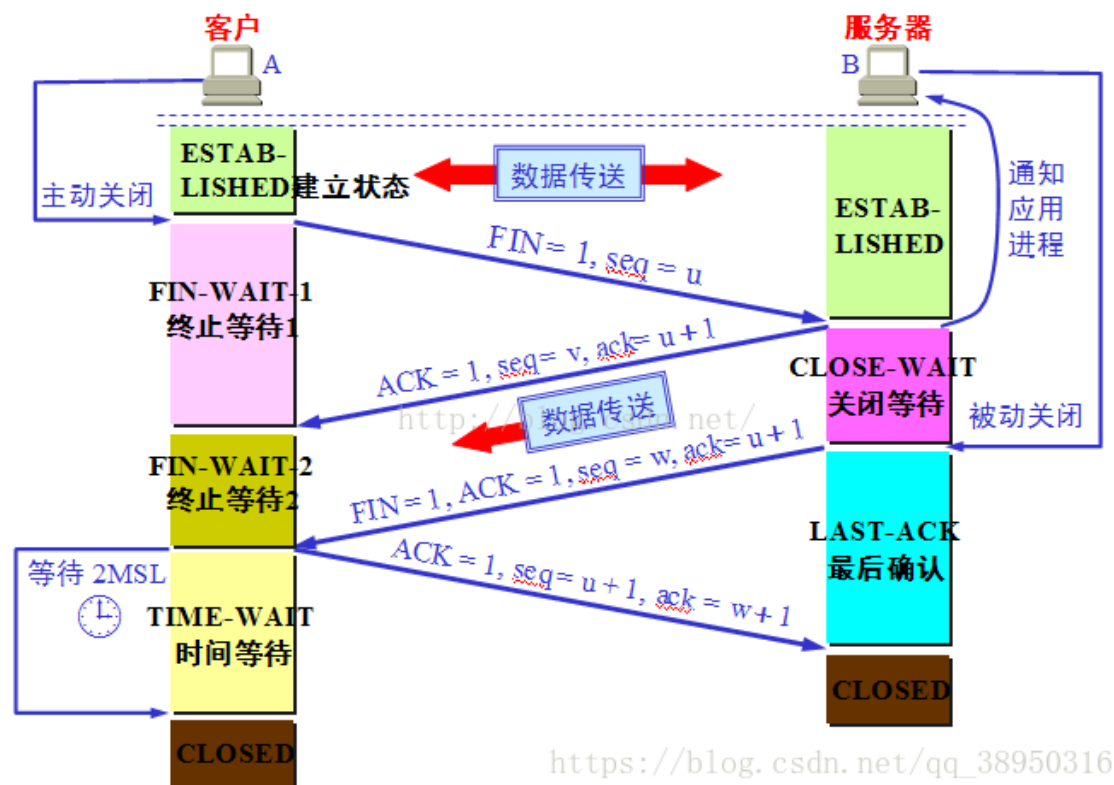 客户
服务器
A
B
ESTAB-
LISHED建立状态
数据传送
主动关闭
ESTAB-
LISHED
通知
应用
进程
FIN = 1, seq = u
FIN-WAIT-1
终止等待1
ACK = 1, seq= v, ack= u + 1
CLOSE-WAIT
关闭等待
http://blog.csdn.net/
数据传送
被动关闭
FIN-WAIT-2
终止等待2
FIN = 1, ACK = 1, seq = w, ack= u + 1
LAST-ACK
最后确认
ACK = 1, seq= u + 1, ack = w + 1
等待 2MSL
TIME-WAIT
时间等待
CLOSED
CLOSED
https://blog.csdn.net/qq_38950316